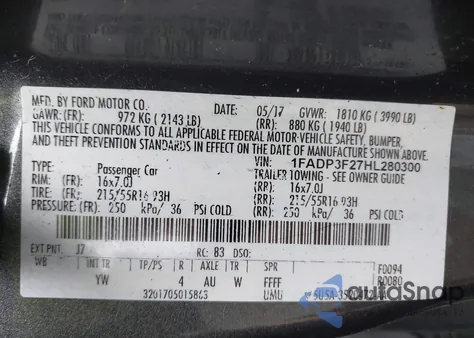 MFD. BY FORD MOTOR CO.
DATE: 05/17 GVWR: 1810 KG ( 3990 LB)
GAWR: (FR): 972 KG ( 2143 LB) (RR): 880 KG ( 1940 LB)
THIS VEHICLE CONFORMS TO ALL APPLICABLE FEDERAL MOTOR-VEHICLE SAFETY, BUMPER,
AND THEFT PREVENTION STANDARDS IN EFFECT ON THE DATE OF MANUFACTURE SHOWN ABOVE.
VIN: 1FADP3F27HL280300
TYPE: Passenger Car TRAILER TOWING - SEE OWNER GUIDE
RIM: (FR): 16x7.0J (RR): 16x7.0J
TIRE: (FR): 215/55R16 93H (RR): 215/55R16 93H
PRESSURE: (FR): 250 kPa/ 36 PSI COLD (RR): 250 kPa/ 36 PSI COLD
EXT PNT: J7 RC: B3 DSO:
WB INT TR TP/PS R AXLE TR SPR F0094
YW 4 AU W FFFF R0080
3201705015863 UMU
autoSnap